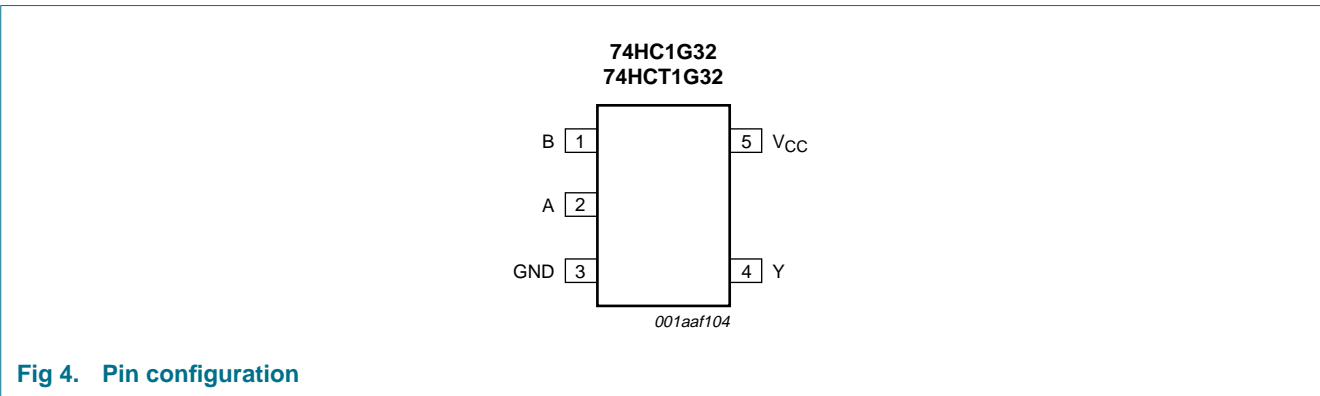 74HC1G32
74HCT1G32
B 1
5 VCC
A 2
GND 3
4 Y
001aaf104
Fig 4. Pin configuration